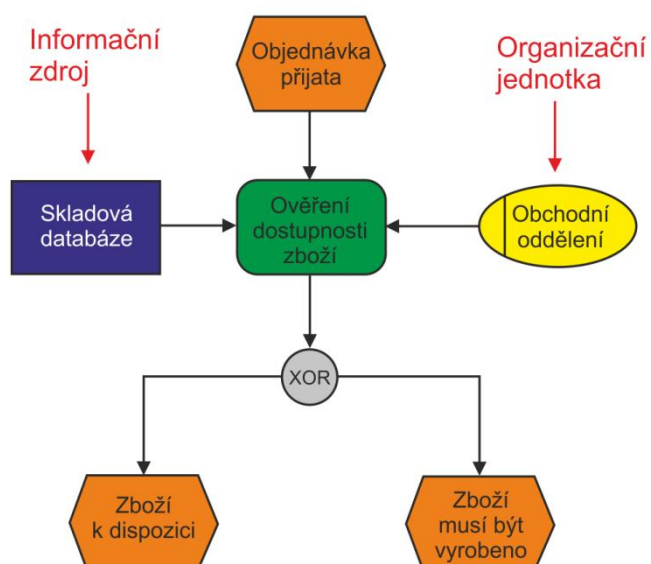 Informační
zdroj
Objednávka
přijata
Organizační
jednotka
Skladová
databáze
Ověření
dostupnosti
zboží
Obchodní
oddělení
XOR
Zboží
k dispozici
Zboží
musí být
vyrobeno